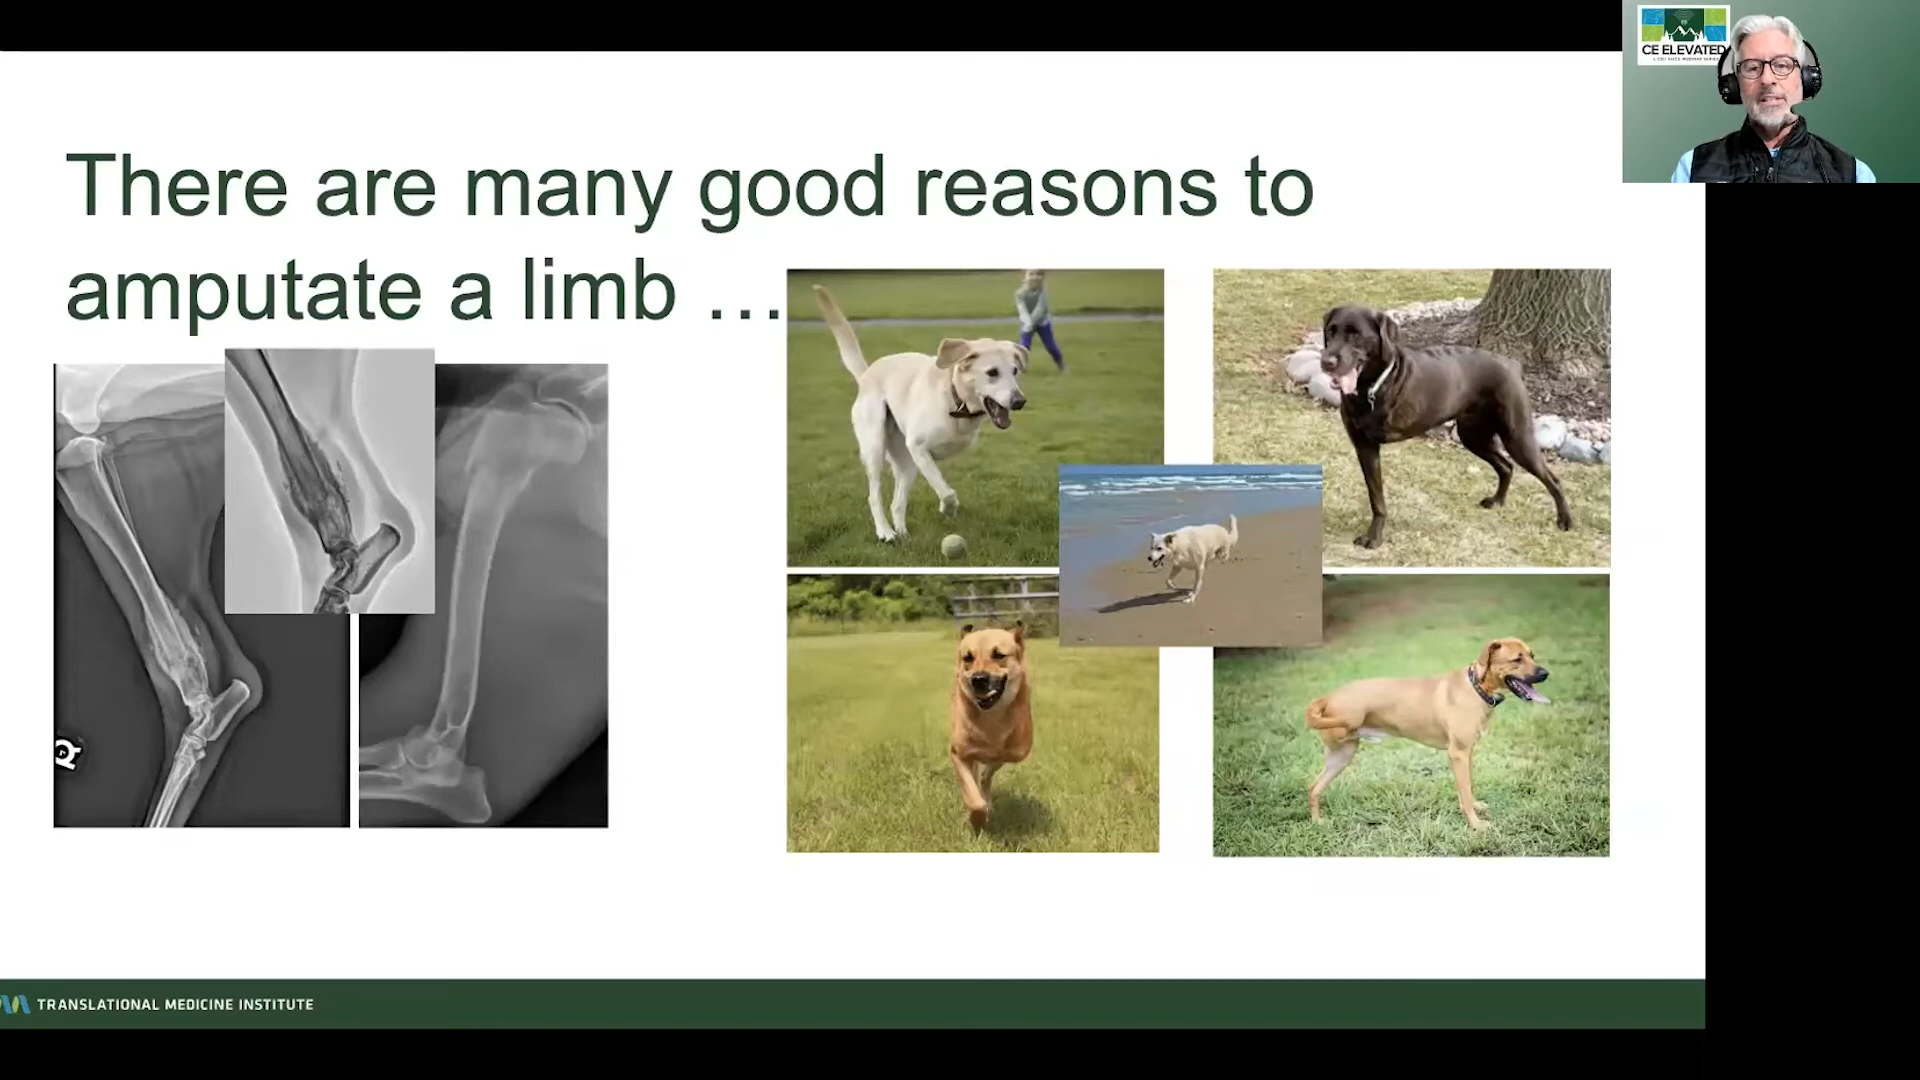 CE ELEVATED
There are many good reasons to
amputate a limb …
TRANSLATIONAL MEDICINE INSTITUTE